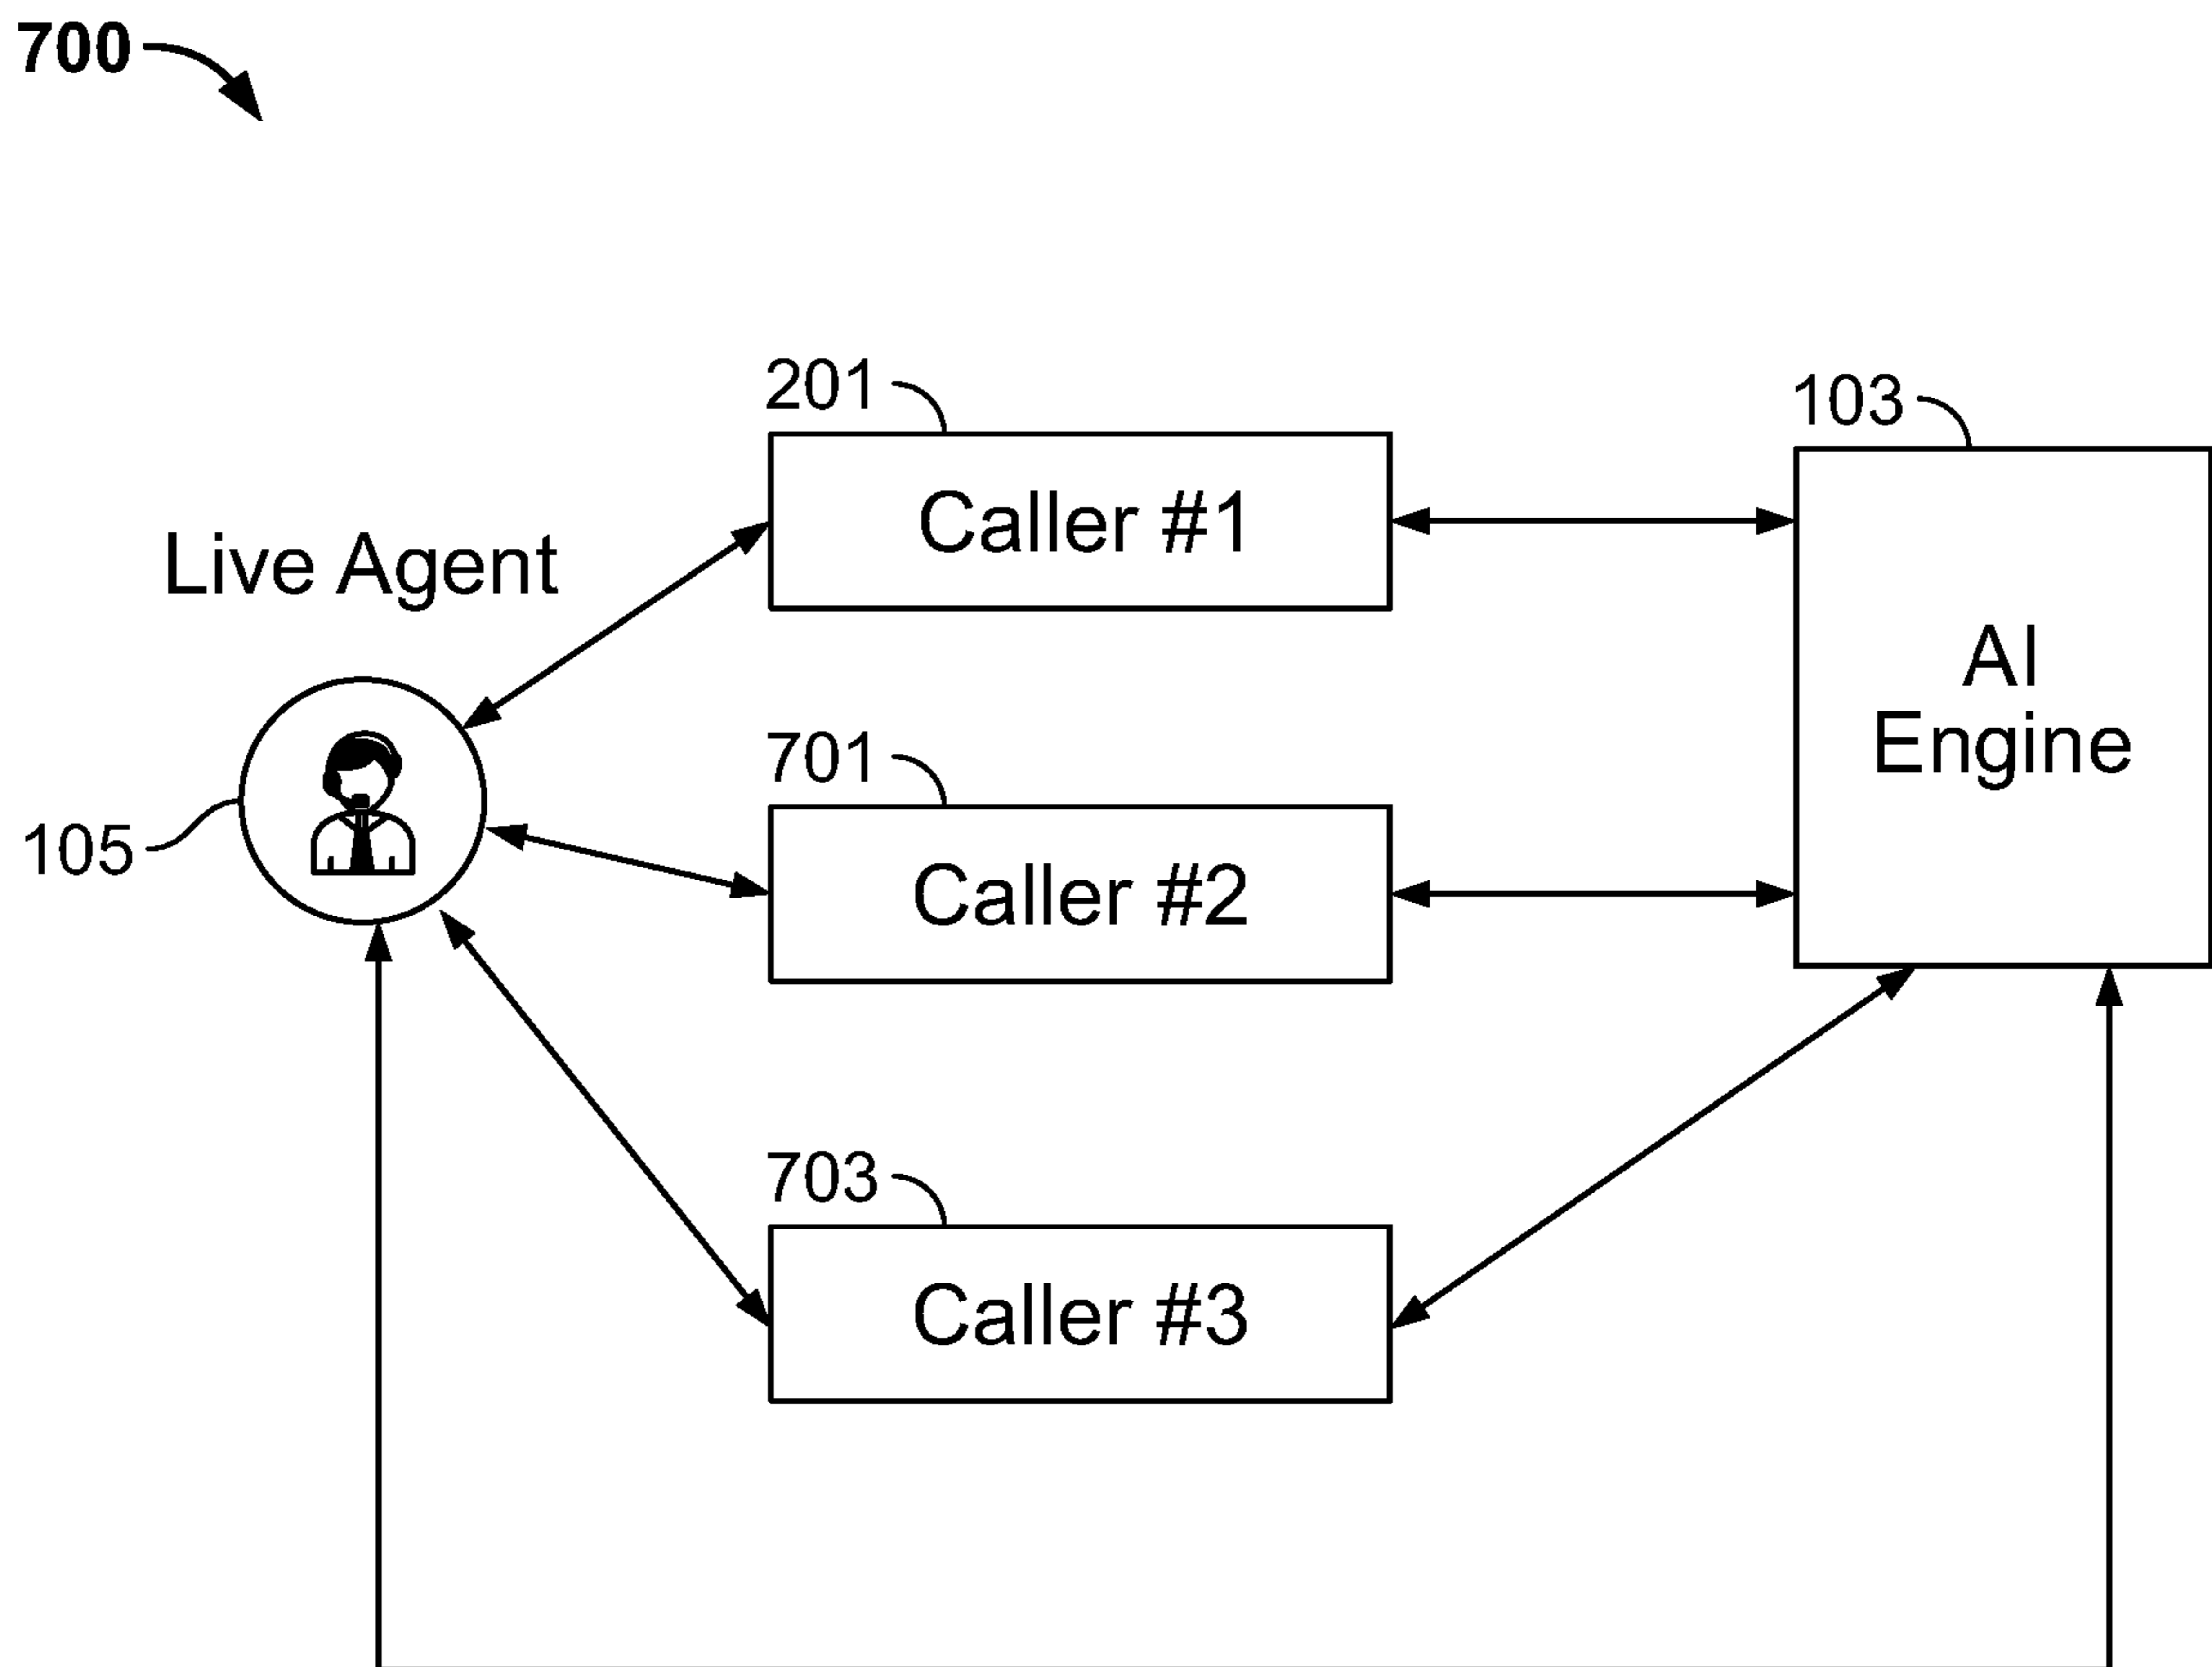 700
201
103
Caller #1
Live Agent
AI
Engine
701
105
Caller #2
703
Caller #3